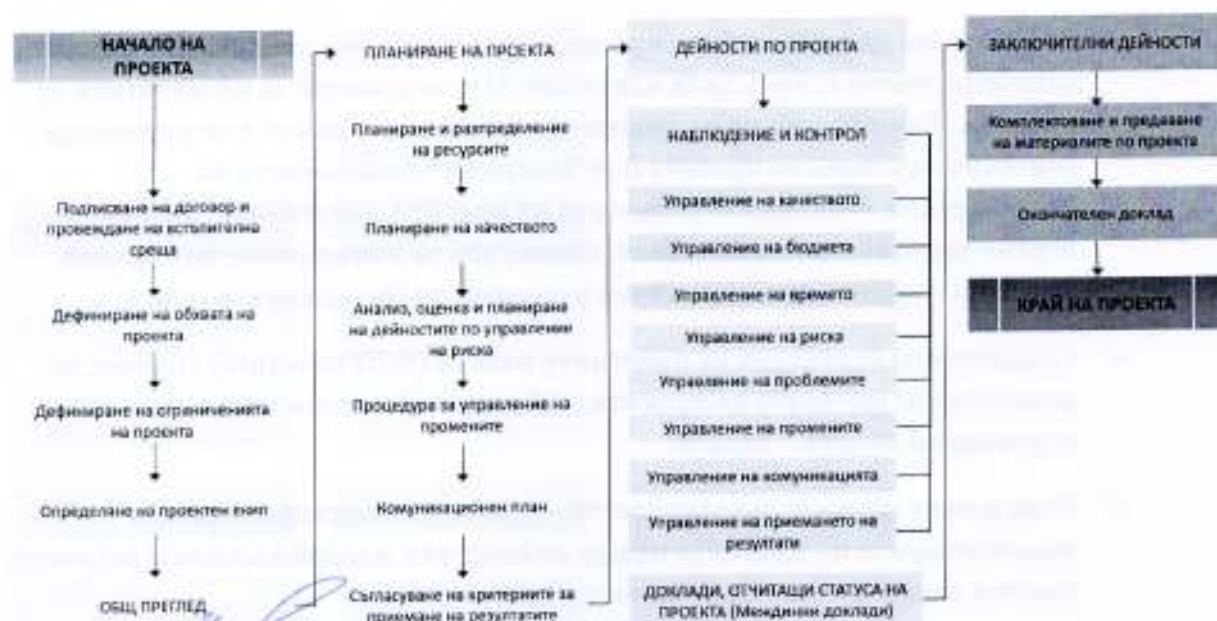 НАЧАЛО НА
ПРОЕКТА
Подписване на договор и
провеждане на встъпителна
среща
Дефиниране на обхвата на
проекта
Дефиниране на ограниченията
на проекта
Определяне на проектен екип
ОБЩ ПРЕГЛЕД
ПЛАНИРАНЕ НА ПРОЕКТА
Планиране и разпределение
на ресурсите
Планиране на качеството
Анализ, оценка и планиране
на дейностите по управление
на риска
Процедура за управление на
промените
Комуникационен план
Съгласуване на критериите за
приемане на резултатите
ДЕЙНОСТИ ПО ПРОЕКТА
НАБЛЮДЕНИЕ И КОНТРОЛ
Управление на качеството
Управление на бюджета
Управление на времето
Управление на риска
Управление на проблемите
Управление на промените
Управление на комуникацията
Управление на приемането на
резултати
ДОКЛАДИ, ОТЧИТАЩИ СТАТУСА НА
ПРОЕКТА (Междинни доклади)
ЗАКЛЮЧИТЕЛНИ ДЕЙНОСТИ
Комплектоване и предаване
на материалите по проекта
Окончателен доклад
КРАЙ НА ПРОЕКТА